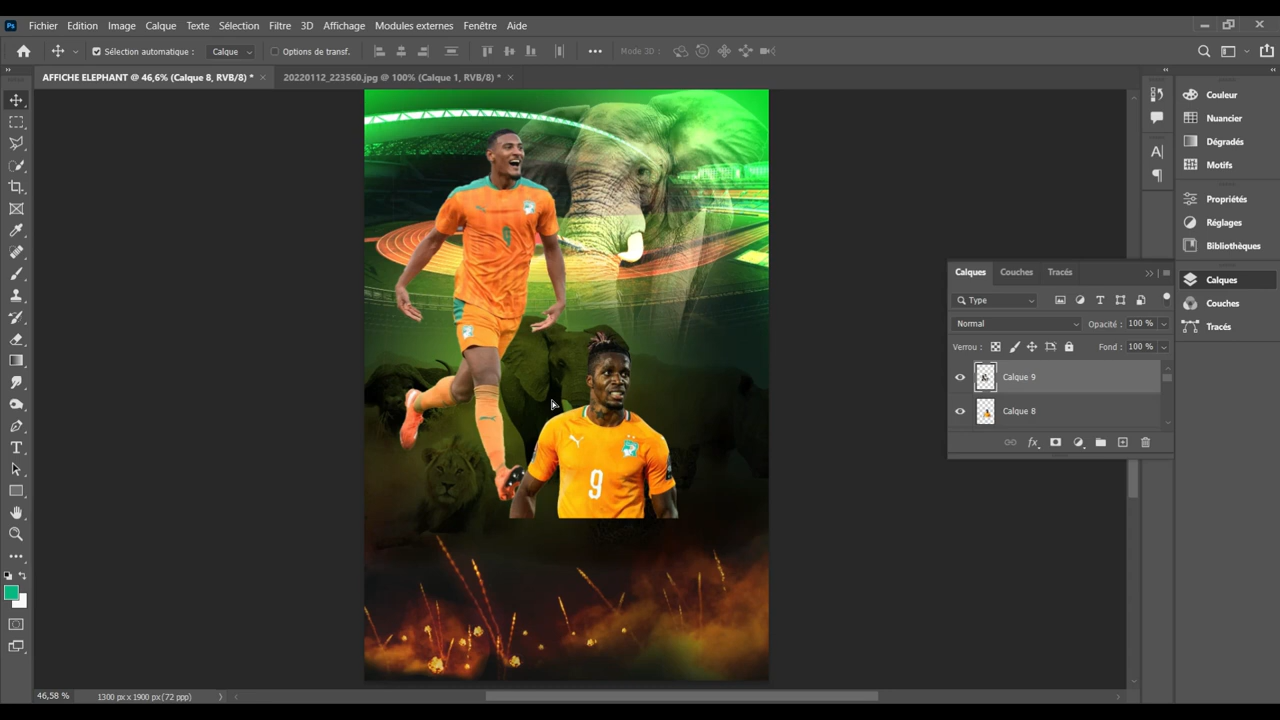 Ps Fichier Edition Image Calque Texte Sélection Filtre 3D Affichage Modules externes Fenêtre Aide
Sélection automatique : Calque Options de transf. Mode 3D :
AFFICHE ELEPHANT @ 46,6% (Calque 8, RVB/8) * 20220112_223560.jpg @ 100% (Calque 1, RVB/8) *
Couleur
Nuancier
Dégradés
Motifs
Propriétés
Réglages
Bibliothèques
Calques
Couches
Tracés
Calques Couches Tracés
Type
Normal Opacité : 100 %
Verrou : Fond : 100 %
Calque 9
Calque 8
fx
9
46,58 % 1300 px x 1900 px (72 ppp)